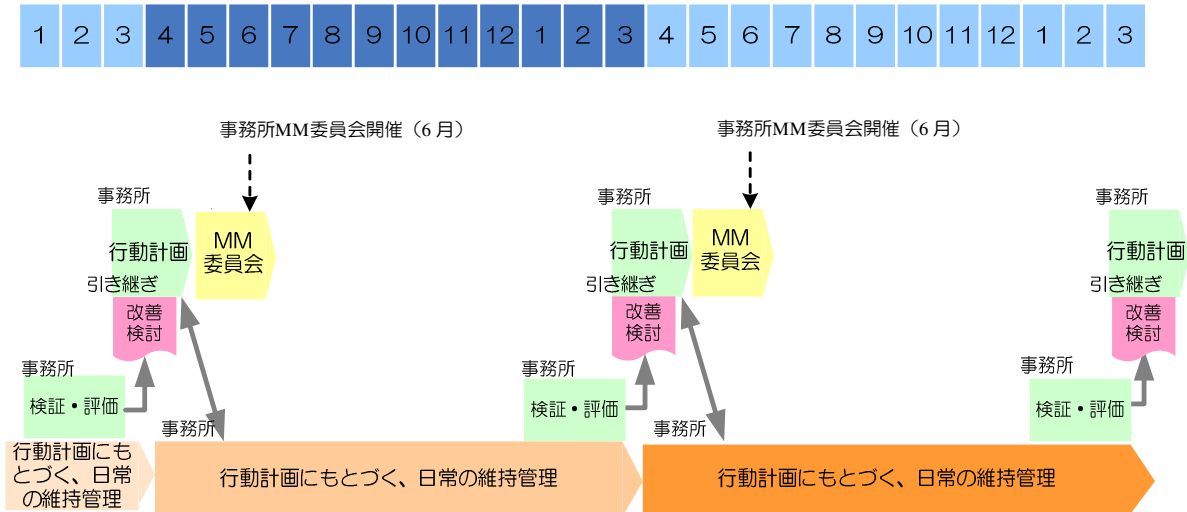 1 2 3 4 5 6 7 8 9 10 11 12 1 2 3 4 5 6 7 8 9 10 11 12 1 2 3
事務所MM委員会開催（6月）
事務所MM委員会開催（6月）
事務所
事務所
事務所
行動計画
MM
委員会
行動計画
MM
委員会
行動計画
引き継ぎ
引き継ぎ
引き継ぎ
改善
検討
改善
検討
改善
検討
事務所
事務所
事務所
検証・評価
検証・評価
検証・評価
事務所
事務所
行動計画にも
とづく、日常
の維持管理
行動計画にもとづく、日常の維持管理
行動計画にもとづく、日常の維持管理